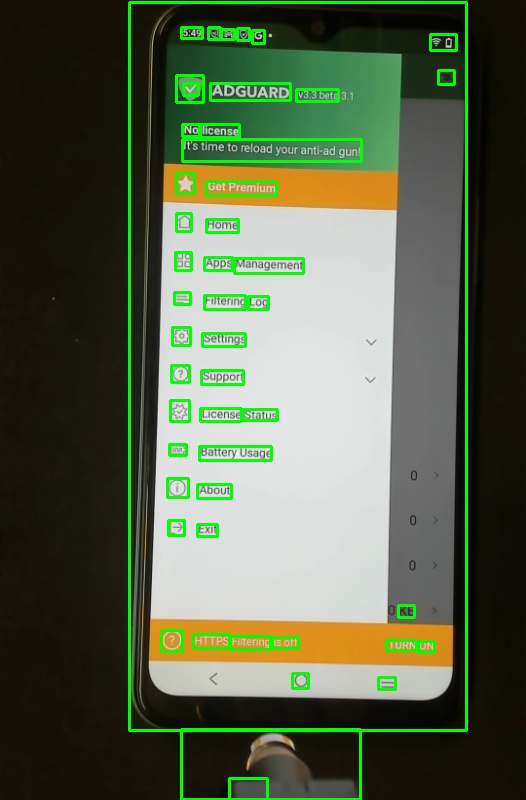 5:49 G
ADGUARD v3.3 beta 3.1
No license
It's time to reload your anti-ad gun!
Get Premium
Home
Apps Management
Filtering Log
Settings
Support
License Status
Battery Usage
0
About
0
Exit
0
0 KB
HTTPS Filtering is off TURN ON